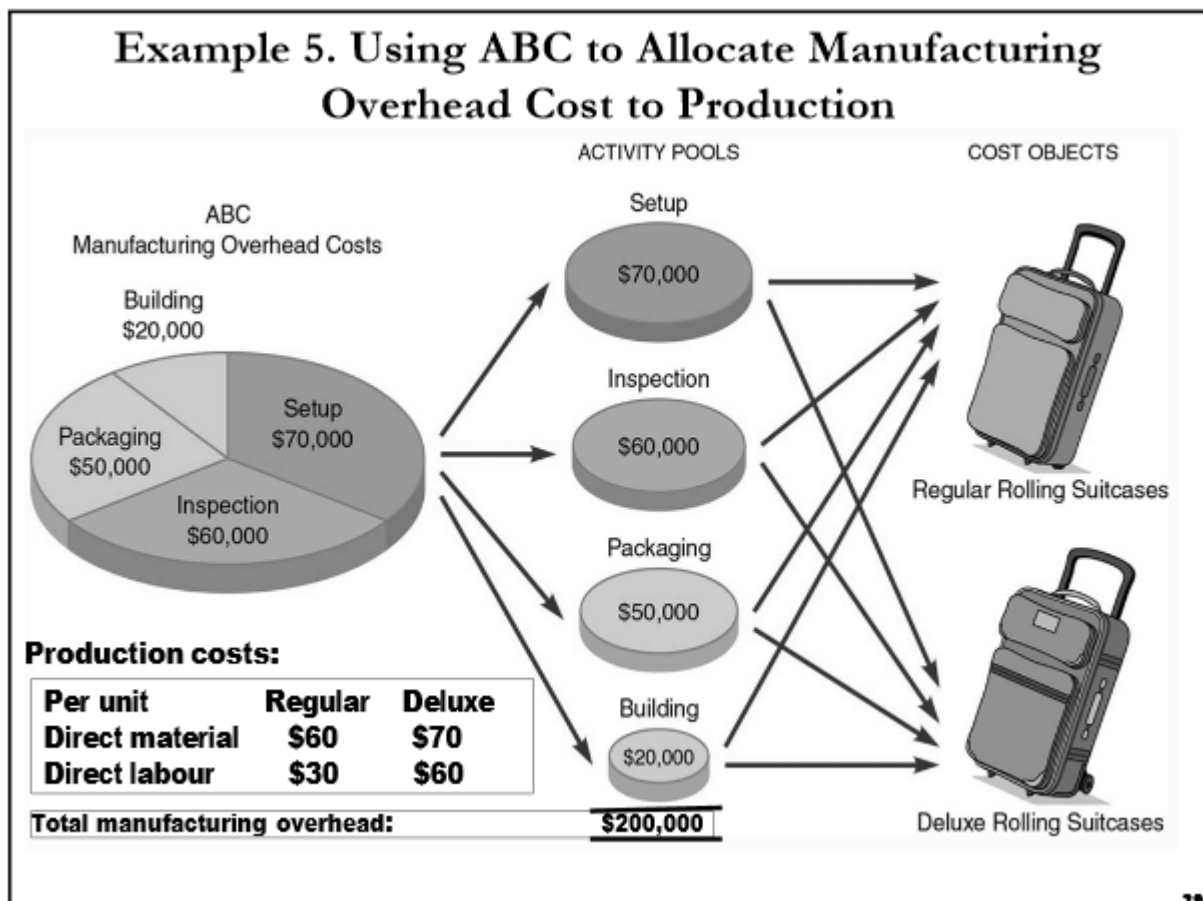 Example 5. Using ABC to Allocate Manufacturing
Overhead Cost to Production
ABC
Manufacturing Overhead Costs
Building
$20,000
Setup
$70,000
Packaging
$50,000
Inspection
$60,000
ACTIVITY POOLS
Setup
$70,000
Inspection
$60,000
Packaging
$50,000
Building
$20,000
COST OBJECTS
Regular Rolling Suitcases
Deluxe Rolling Suitcases
Production costs:
Per unit Regular Deluxe
Direct material $60 $70
Direct labour $30 $60
Total manufacturing overhead: $200,000